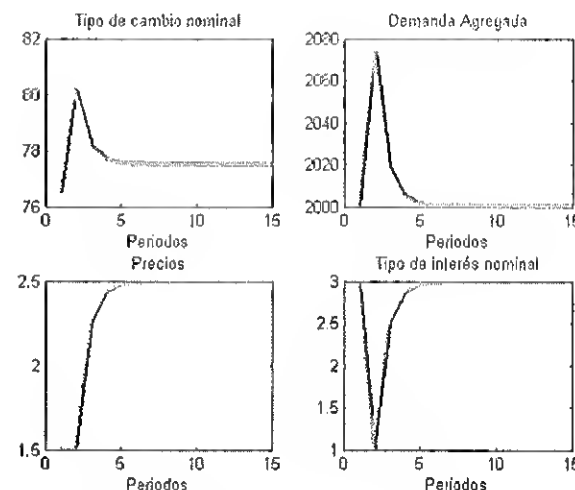 Tipo de cambio nominal
82
80
78
76
0 5 10 15
Periodos
Demanda Agregada
2080
2060
2040
2020
2000
0 5 10 15
Periodos
Precios
2.5
2
1.5
0 5 10 15
Periodos
Tipo de interés nominal
3
2.5
2
1.5
1
0 5 10 15
Periodos